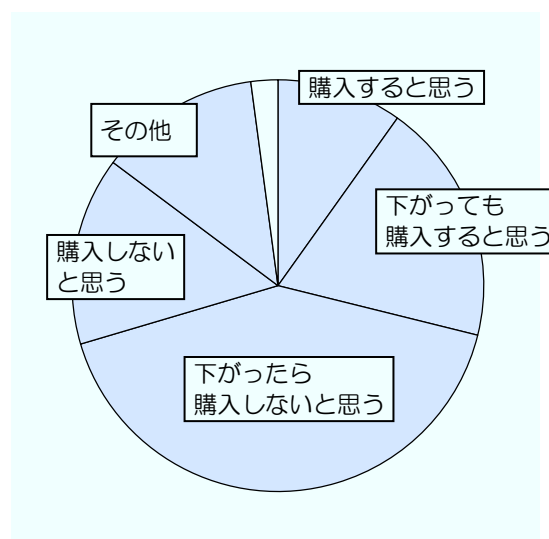 購入すると思う
下がっても
購入すると思う
下がったら
購入しないと思う
購入しない
と思う
その他